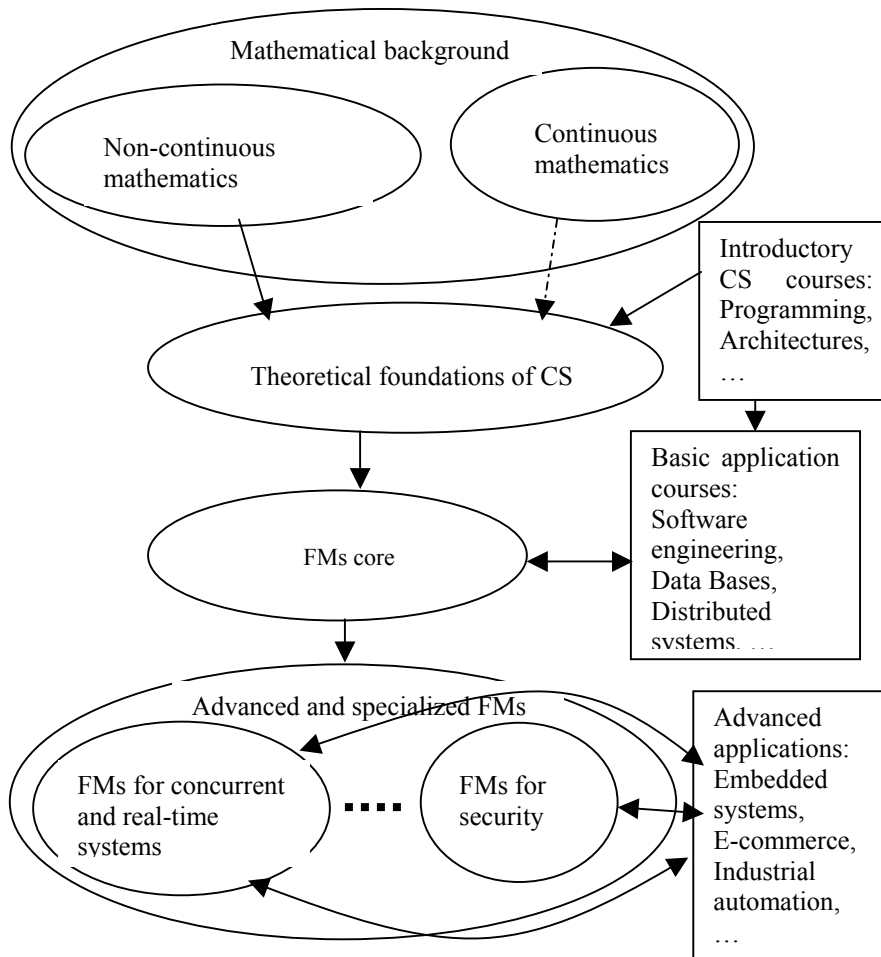 Mathematical background
Non-continuous
mathematics
Continuous
mathematics
Introductory
CS courses:
Programming,
Architectures,
…
Theoretical foundations of CS
Basic application
courses:
Software
engineering,
Data Bases,
Distributed
systems, …
FMs core
Advanced and specialized FMs
FMs for concurrent
and real-time
systems
FMs for
security
Advanced
applications:
Embedded
systems,
E-commerce,
Industrial
automation,
…